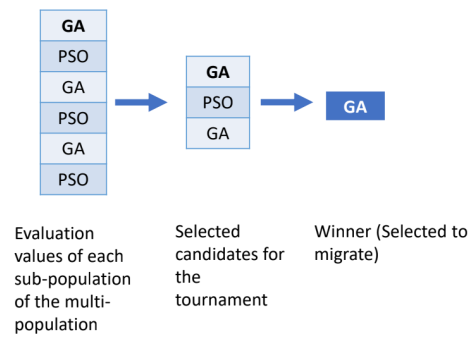 GA
PSO
GA
PSO
GA
PSO
GA
PSO
GA
GA
Evaluation
values of each
sub-population
of the multi-
population
Selected
candidates for
the
tournament
Winner (Selected to
migrate)